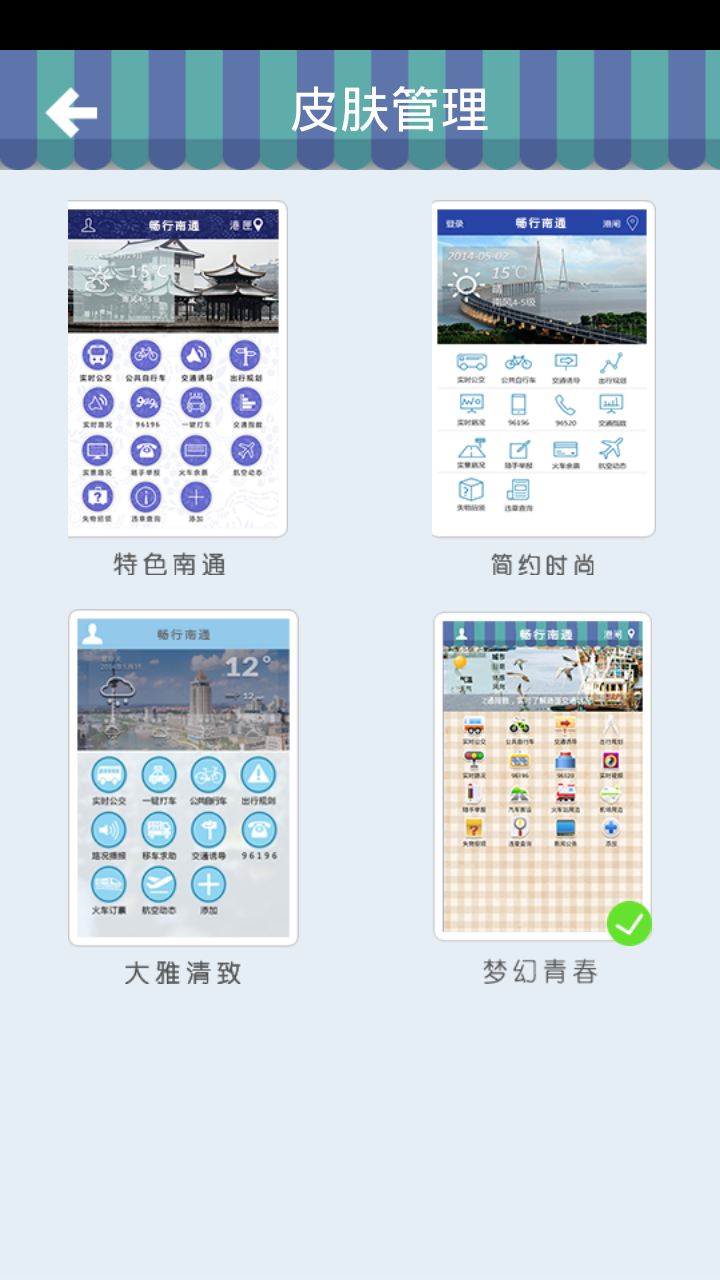 皮肤管理
畅行南通
15℃
实时公交 公共自行车 交通诱导 出行规划
实时路况 96196 一键打车 交通指数
实景路况 随手举报 火车余票 航空动态
失物招领 违章查询 添加
特色南通
登录 畅行南通 港闸
2014-05-02
15℃
晴
南风4-5级
实时公交 公共自行车 交通诱导 出行规划
实时路况 96196 96520 交通指数
实景路况 随手举报 火车余票 航空动态
失物招领 违章查询
简约时尚
畅行南通
12°
12
实时公交 一键打车 公共自行车 出行规则
路况播报 移车求助 交通诱导 96196
火车订票 航空动态 添加
大雅清致
畅行南通 港闸
气温
实时公交 公共自行车 交通诱导 出行规划
实时路况 96196 96520 实时视频
随手举报 汽车客运 火车站周边 机场周边
失物招领 违章查询 新闻公告 添加
梦幻青春